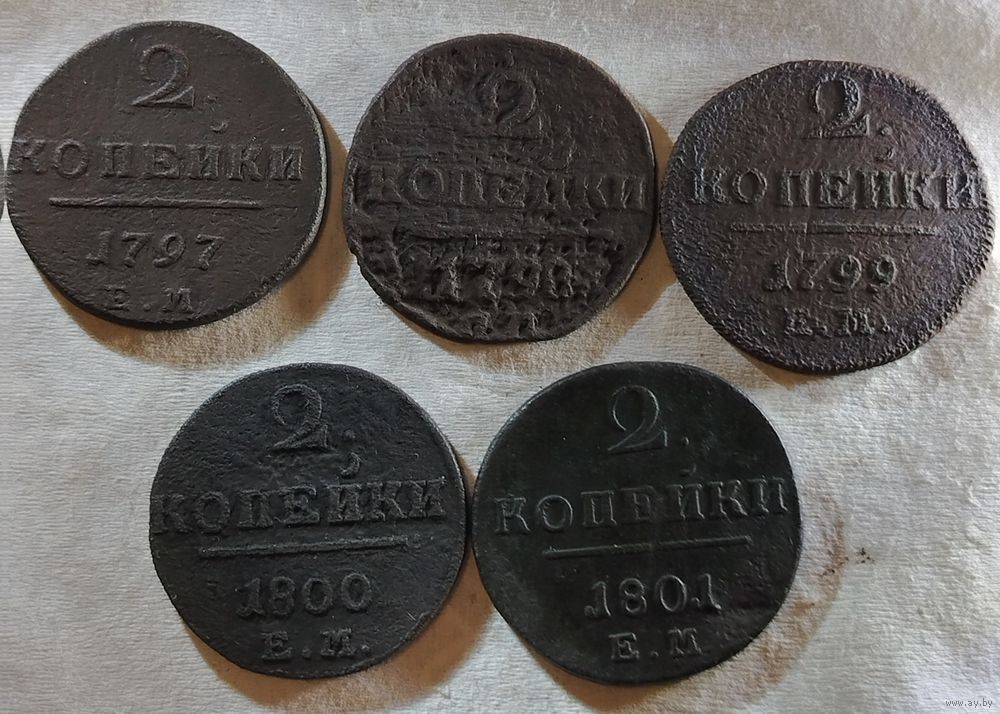 2.
КОПЕЙКИ
1797
Е.М
2
КОПЕЙКИ
2.
КОПЕЙКИ
1799
Е.М.
2.
КОПЕЙКИ
1800
Е.М.
2.
КОПЕЙКИ
1801
Е.М
www.ay.by